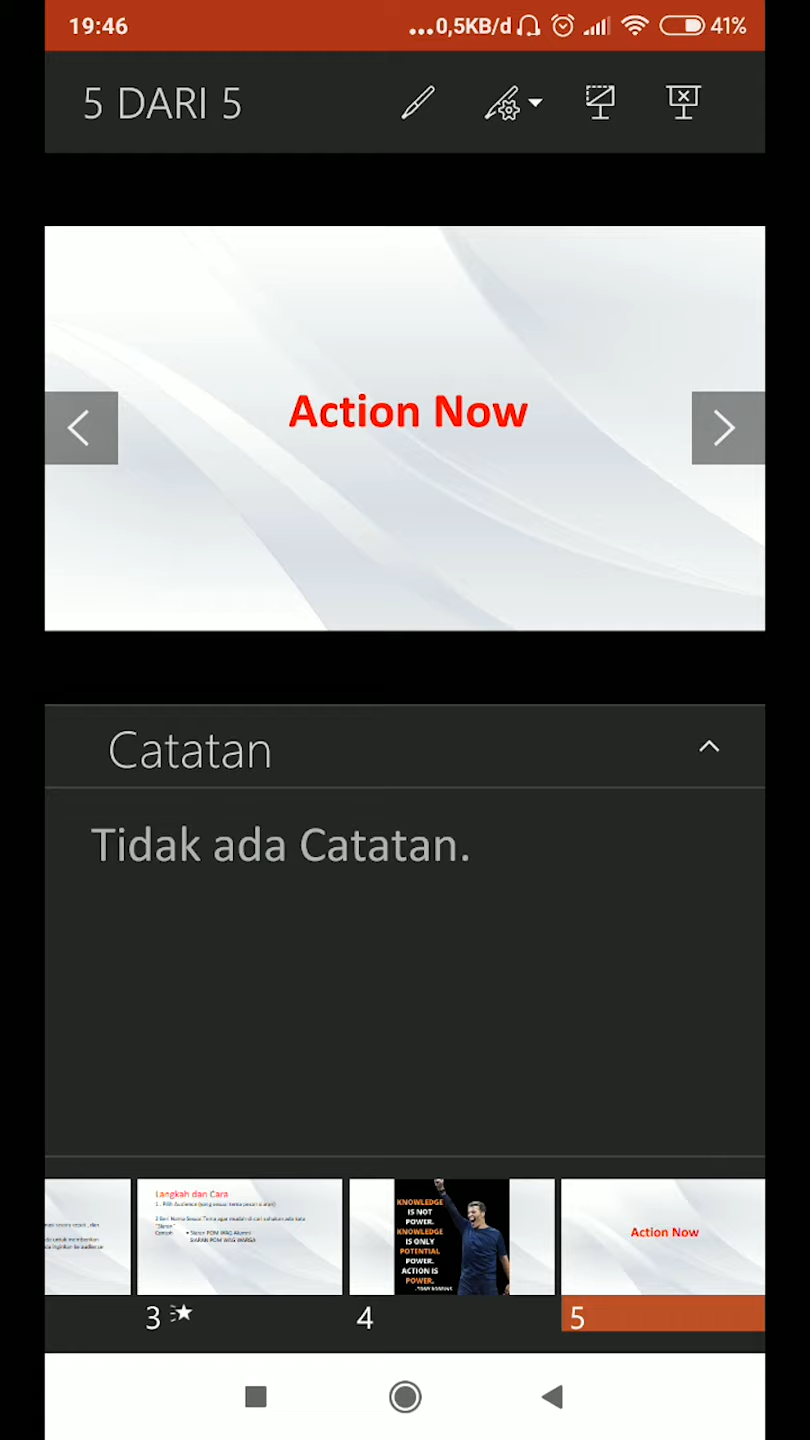 19:46
...0,5KB/d
41%
5 DARI 5
Action Now
Catatan
Tidak ada Catatan.
Langkah dan Cara
3
KNOWLEDGE
IS NOT
POWER.
KNOWLEDGE
IS ONLY
POTENTIAL
POWER.
ACTION IS
POWER.
4
Action Now
5